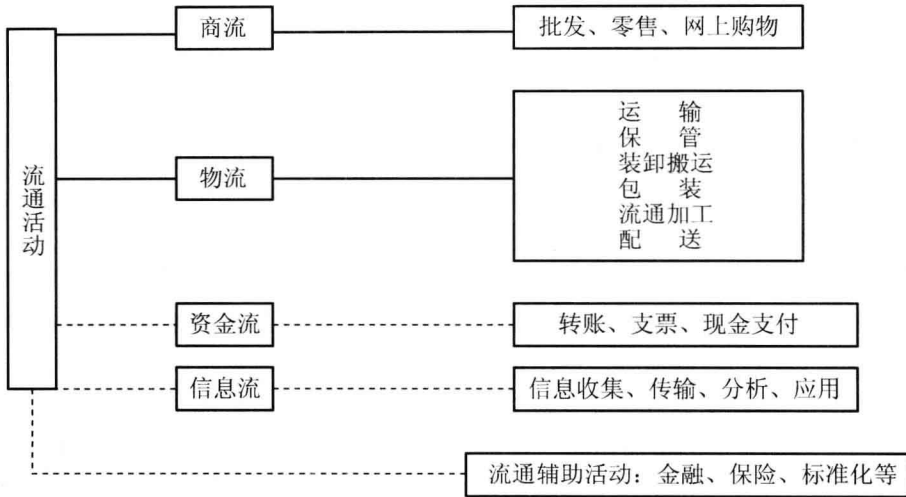 商流
批发、零售、网上购物
流通活动
物流
运 输
保 管
装卸搬运
包 装
流通加工
配 送
资金流
转账、支票、现金支付
信息流
信息收集、传输、分析、应用
流通辅助活动：金融、保险、标准化等